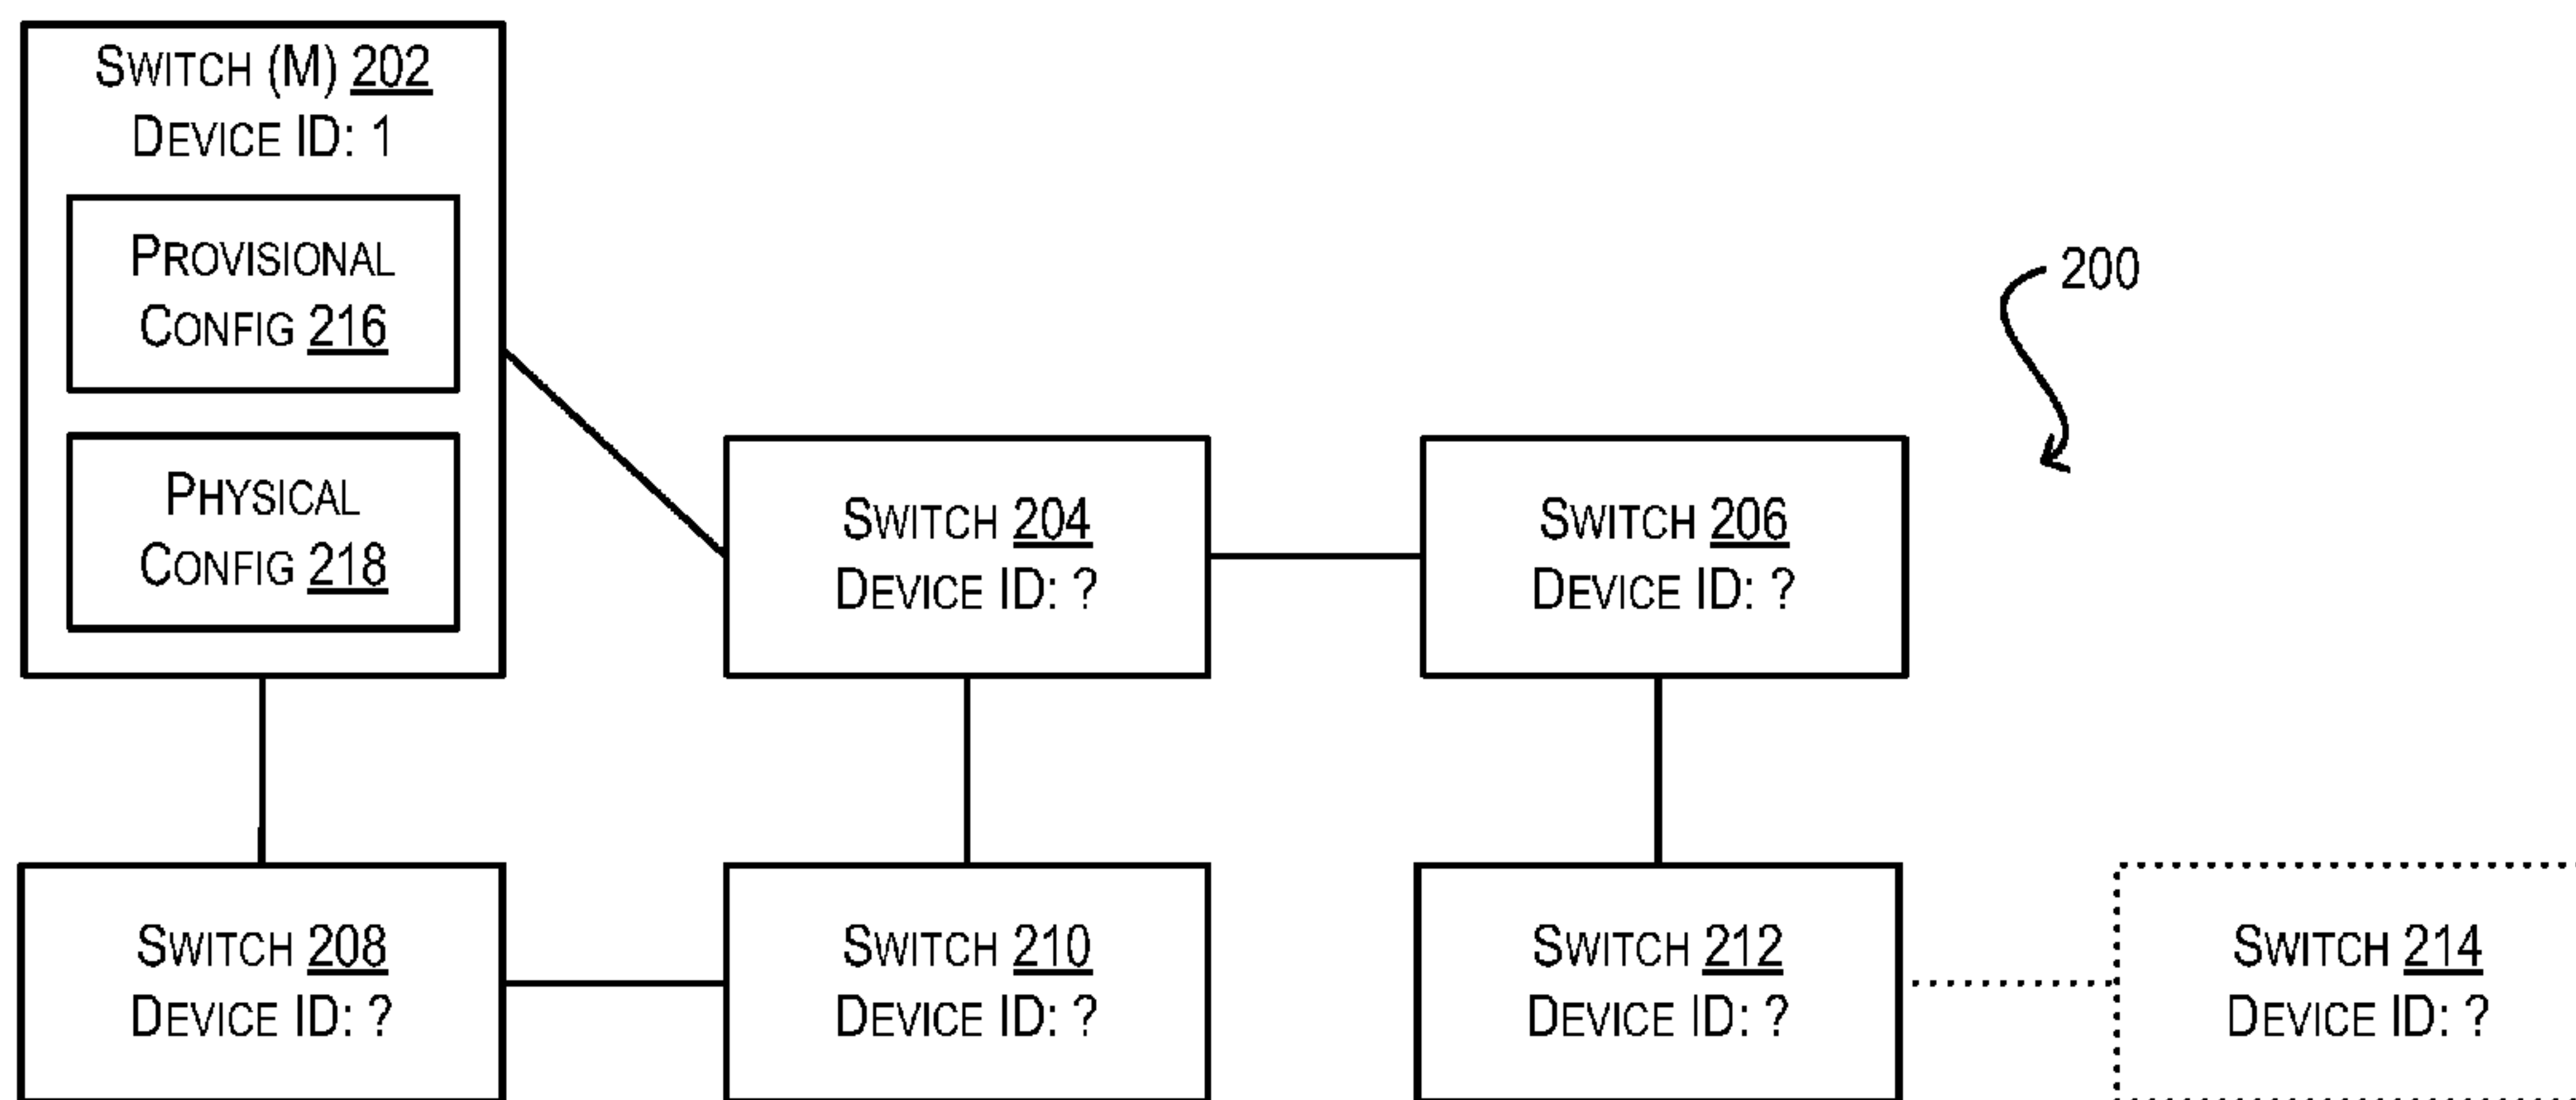 SWITCH (M) 202
DEVICE ID: 1
PROVISIONAL
CONFIG 216
PHYSICAL
CONFIG 218
200
SWITCH 204
DEVICE ID: ?
SWITCH 206
DEVICE ID: ?
SWITCH 208
DEVICE ID: ?
SWITCH 210
DEVICE ID: ?
SWITCH 212
DEVICE ID: ?
SWITCH 214
DEVICE ID: ?